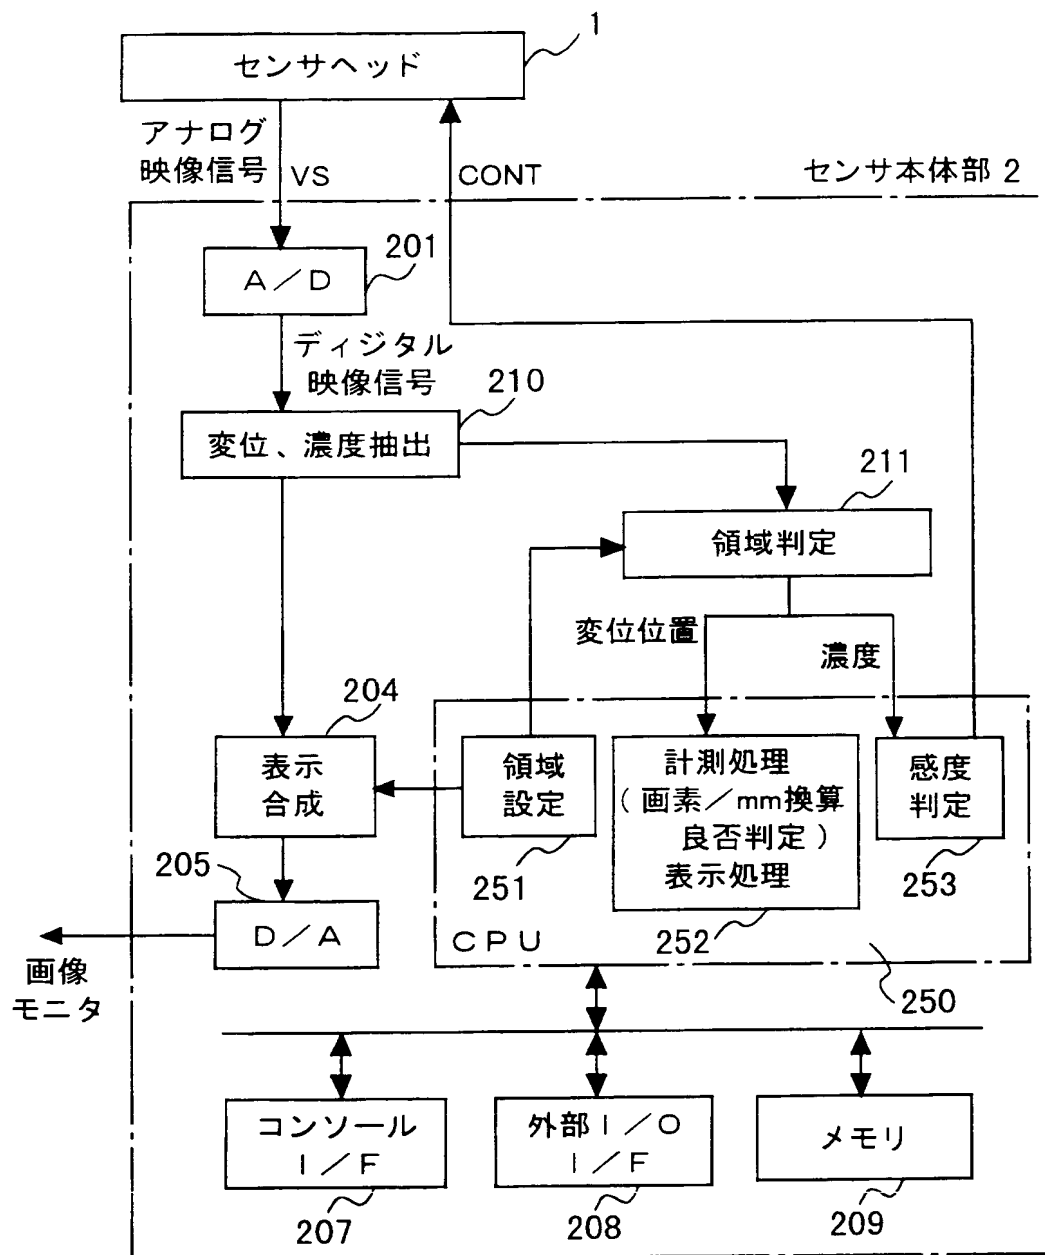 1
センサヘッド
アナログ
映像信号
VS
CONT
センサ本体部 2
201
A/D
ディジタル
映像信号
210
変位、濃度抽出
211
領域判定
変位位置
濃度
204
表示
合成
領域
設定
計測処理
(画素/mm換算
良否判定)
表示処理
感度
判定
205
251
253
D/A
CPU
252
画像
モニタ
250
コンソール
I/F
外部I/O
I/F
メモリ
207
208
209